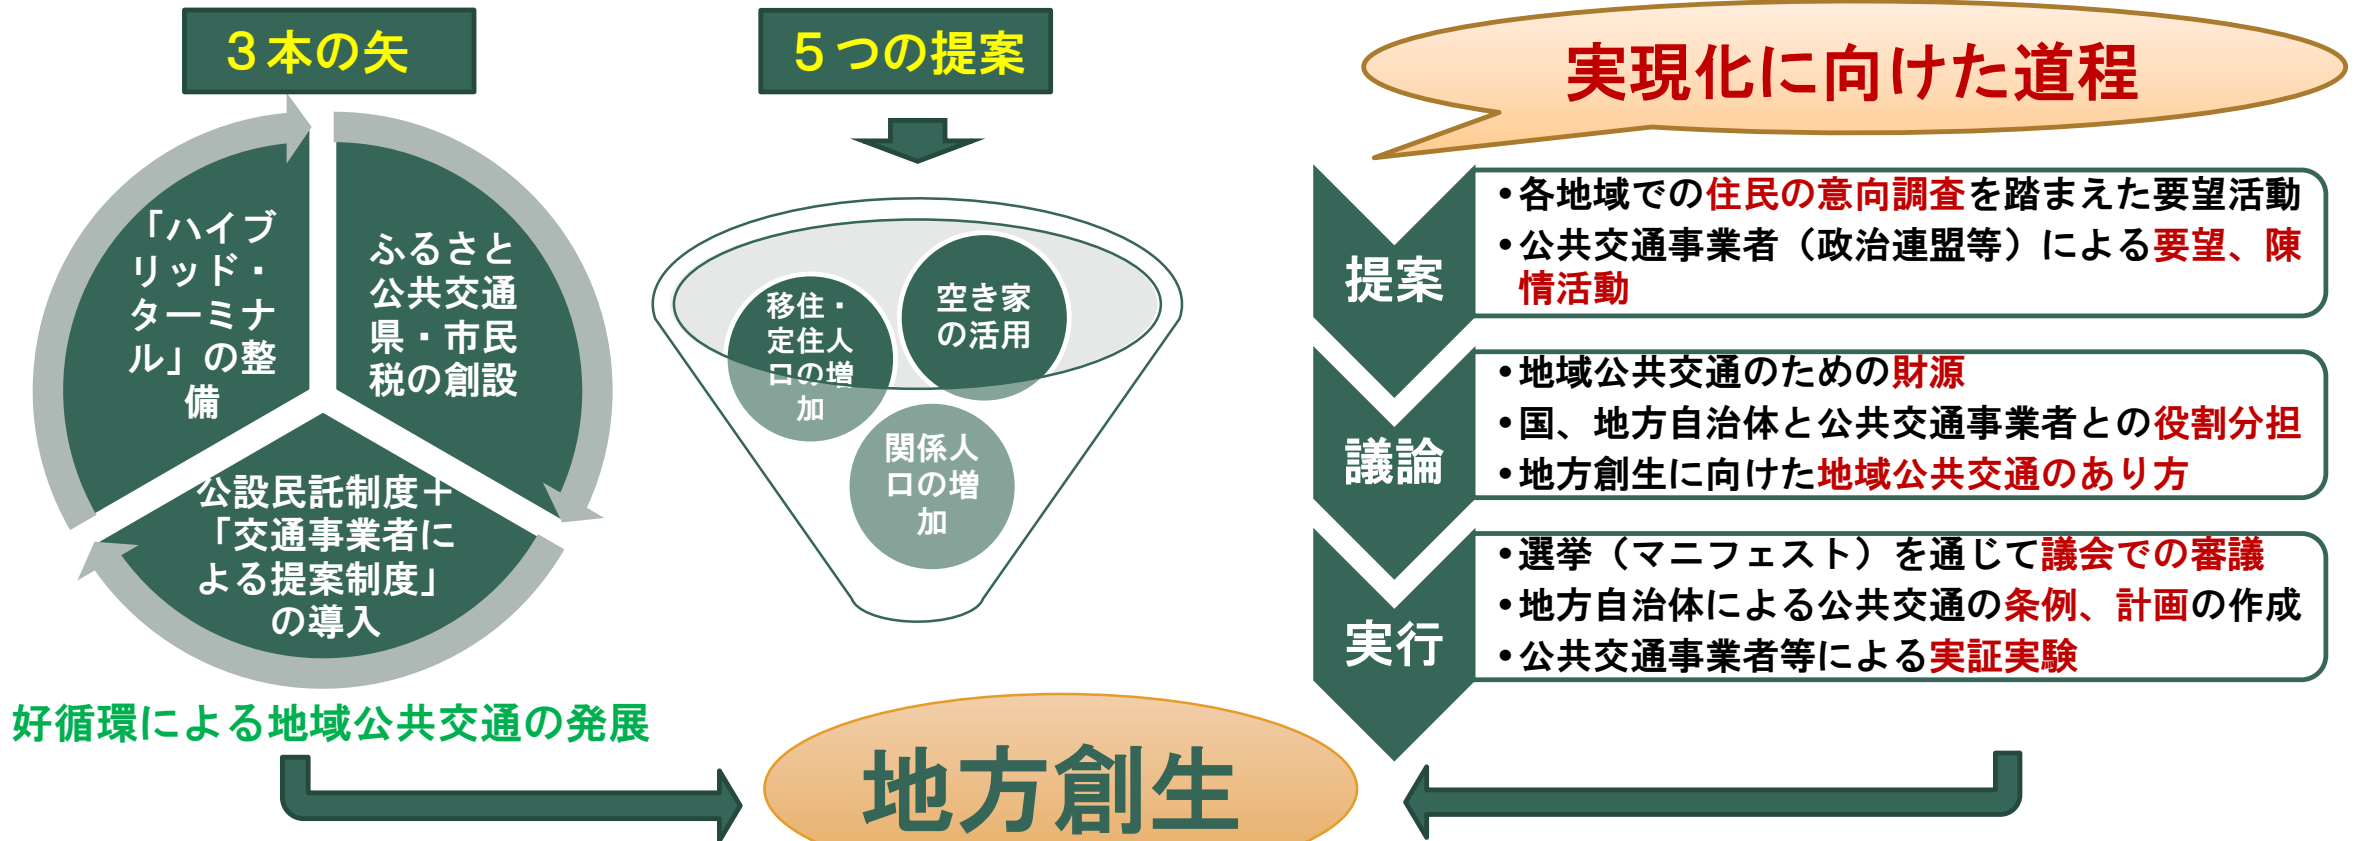 ３本の矢
「ハイブ
リッド・
ターミナ
ル」の整
備
ふるさと
公共交通
県・市民
税の創設
公設民託制度＋
「交通事業者に
よる提案制度」
の導入
好循環による地域公共交通の発展
５つの提案
移住・
定住人
口の増
加
空き家
の活用
関係人
口の増
加
地方創生
実現化に向けた道程
提案
•各地域での住民の意向調査を踏まえた要望活動
•公共交通事業者（政治連盟等）による要望、陳
情活動
議論
•地域公共交通のための財源
•国、地方自治体と公共交通事業者との役割分担
•地方創生に向けた地域公共交通のあり方
実行
•選挙（マニフェスト）を通じて議会での審議
•地方自治体による公共交通の条例、計画の作成
•公共交通事業者等による実証実験